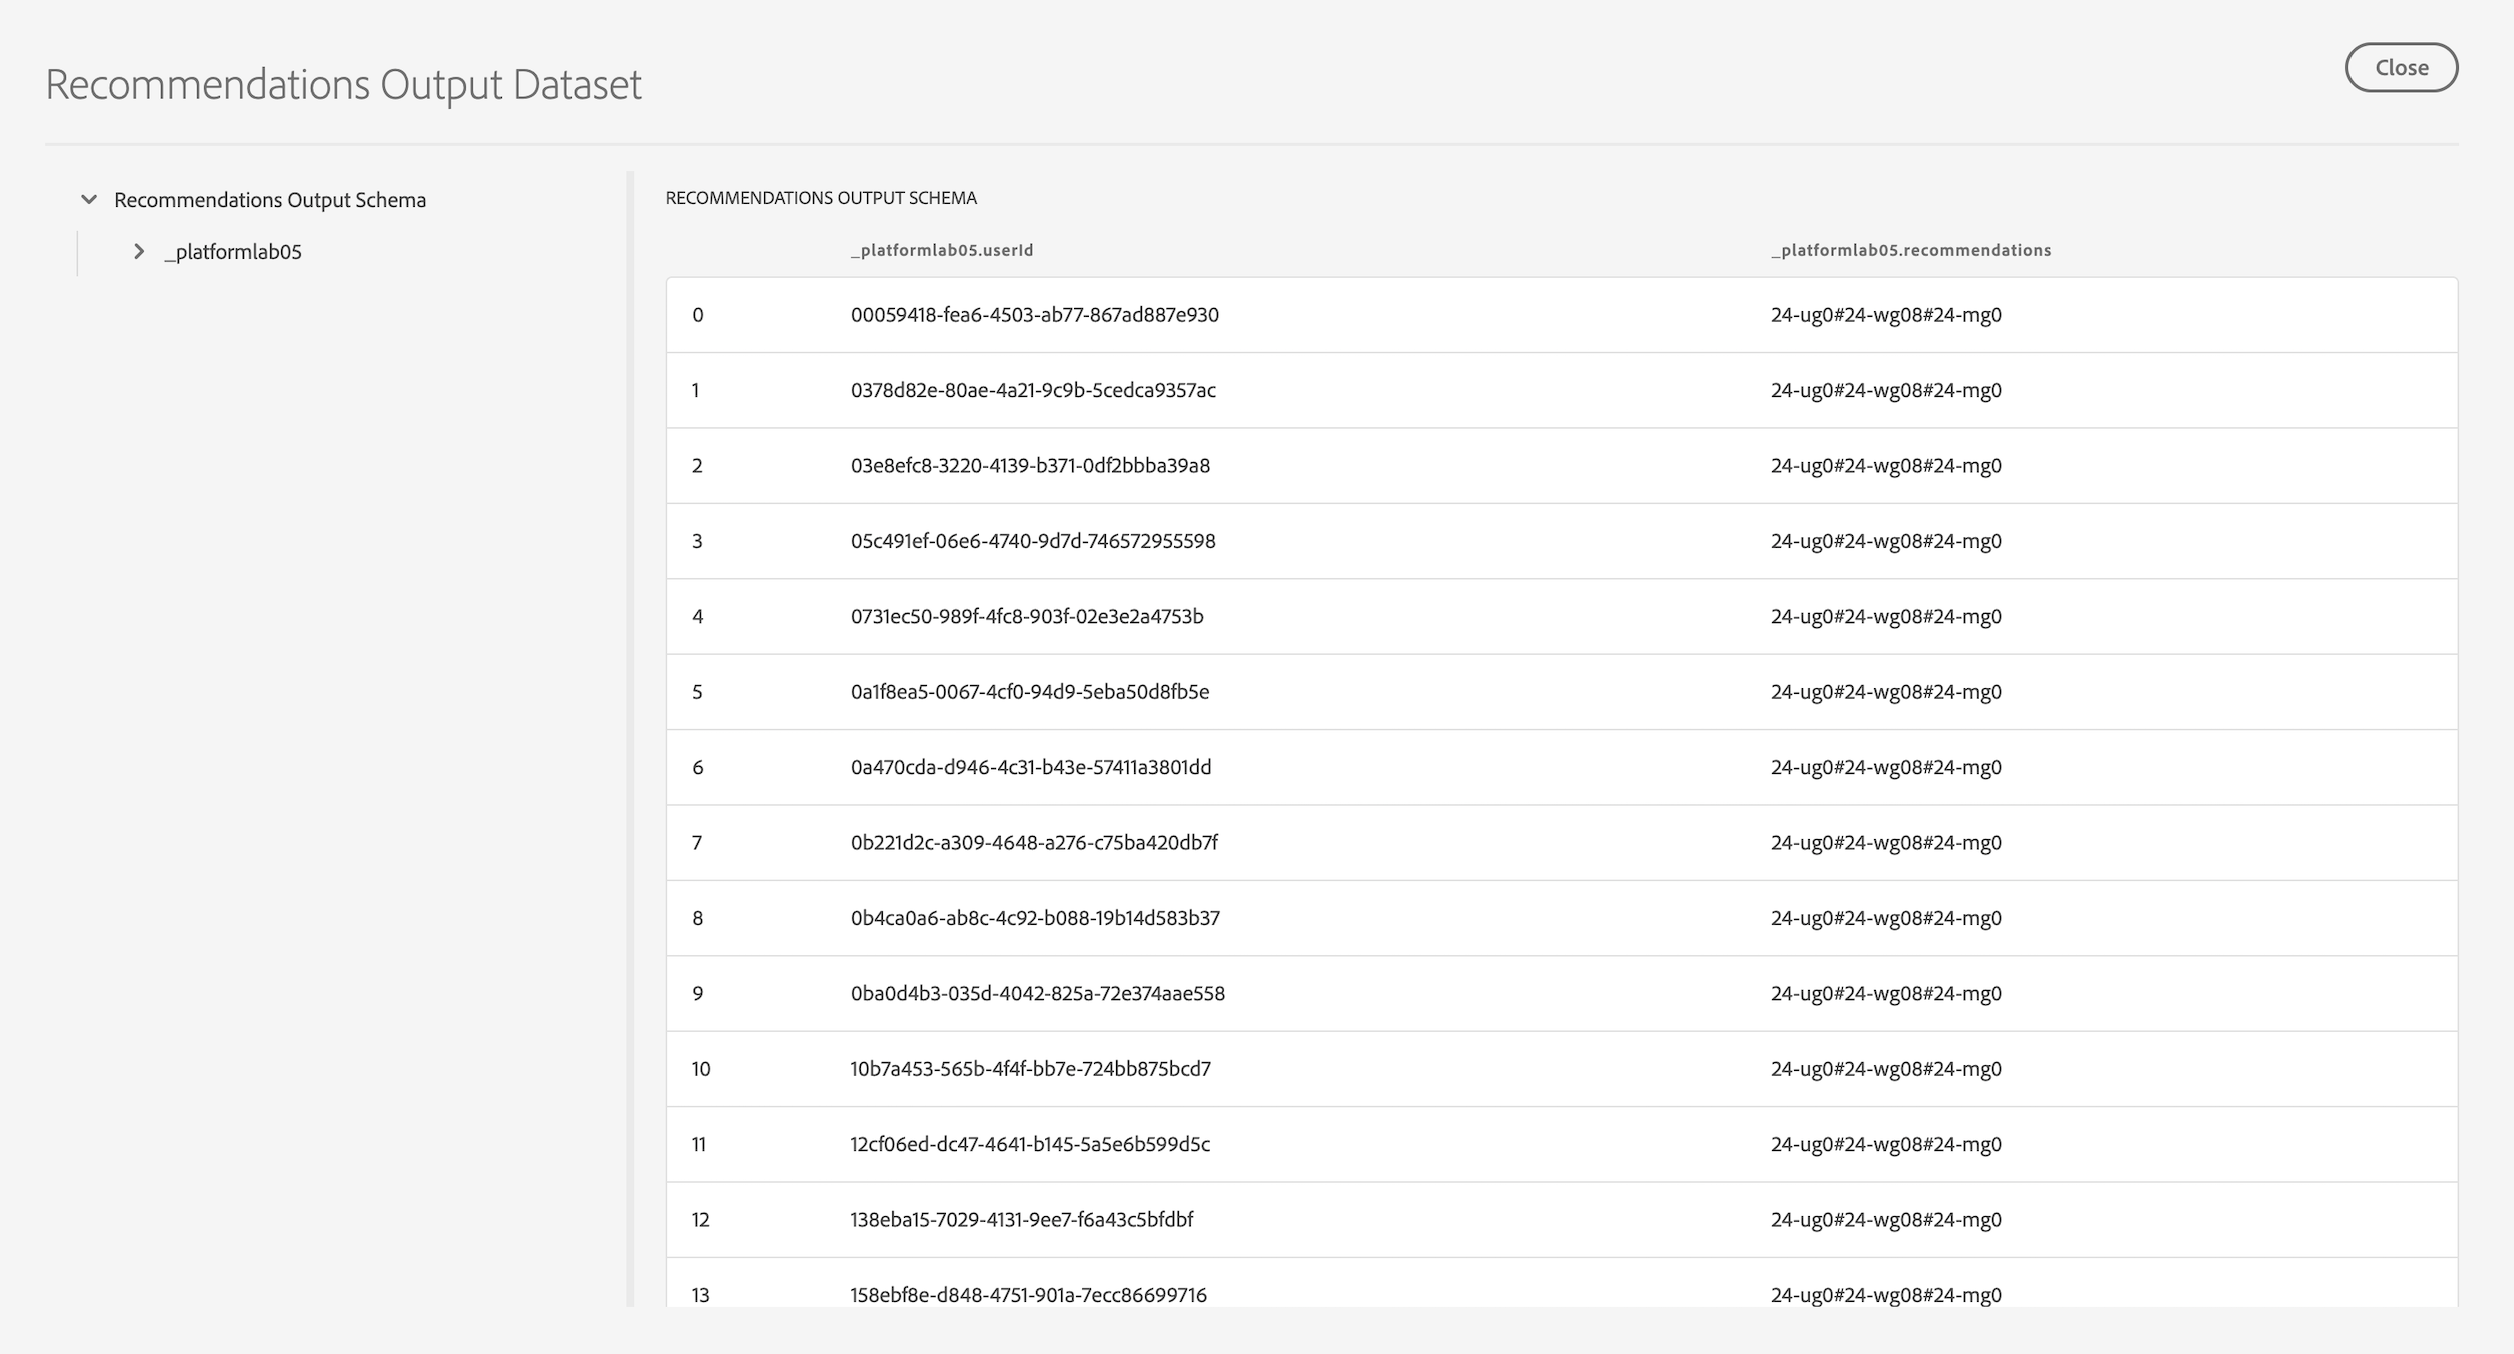 Recommendations Output Dataset
Close
Recommendations Output Schema
_platformlab05
RECOMMENDATIONS OUTPUT SCHEMA
_platformlab05.userId _platformlab05.recommendations
0 00059418-fea6-4503-ab77-867ad887e930 24-ug0#24-wg08#24-mg0
1 0378d82e-80ae-4a21-9c9b-5cedca9357ac 24-ug0#24-wg08#24-mg0
2 03e8efc8-3220-4139-b371-0df2bbba39a8 24-ug0#24-wg08#24-mg0
3 05c491ef-06e6-4740-9d7d-746572955598 24-ug0#24-wg08#24-mg0
4 0731ec50-989f-4fc8-903f-02e3e2a4753b 24-ug0#24-wg08#24-mg0
5 0a1f8ea5-0067-4cf0-94d9-5eba50d8fb5e 24-ug0#24-wg08#24-mg0
6 0a470cda-d946-4c31-b43e-57411a3801dd 24-ug0#24-wg08#24-mg0
7 0b221d2c-a309-4648-a276-c75ba420db7f 24-ug0#24-wg08#24-mg0
8 0b4ca0a6-ab8c-4c92-b088-19b14d583b37 24-ug0#24-wg08#24-mg0
9 0ba0d4b3-035d-4042-825a-72e374aae558 24-ug0#24-wg08#24-mg0
10 10b7a453-565b-4f4f-bb7e-724bb875bcd7 24-ug0#24-wg08#24-mg0
11 12cf06ed-dc47-4641-b145-5a5e6b599d5c 24-ug0#24-wg08#24-mg0
12 138eba15-7029-4131-9ee7-f6a43c5bfdbf 24-ug0#24-wg08#24-mg0
13 158ebf8e-d848-4751-901a-7ecc86699716 24-ug0#24-wg08#24-mg0